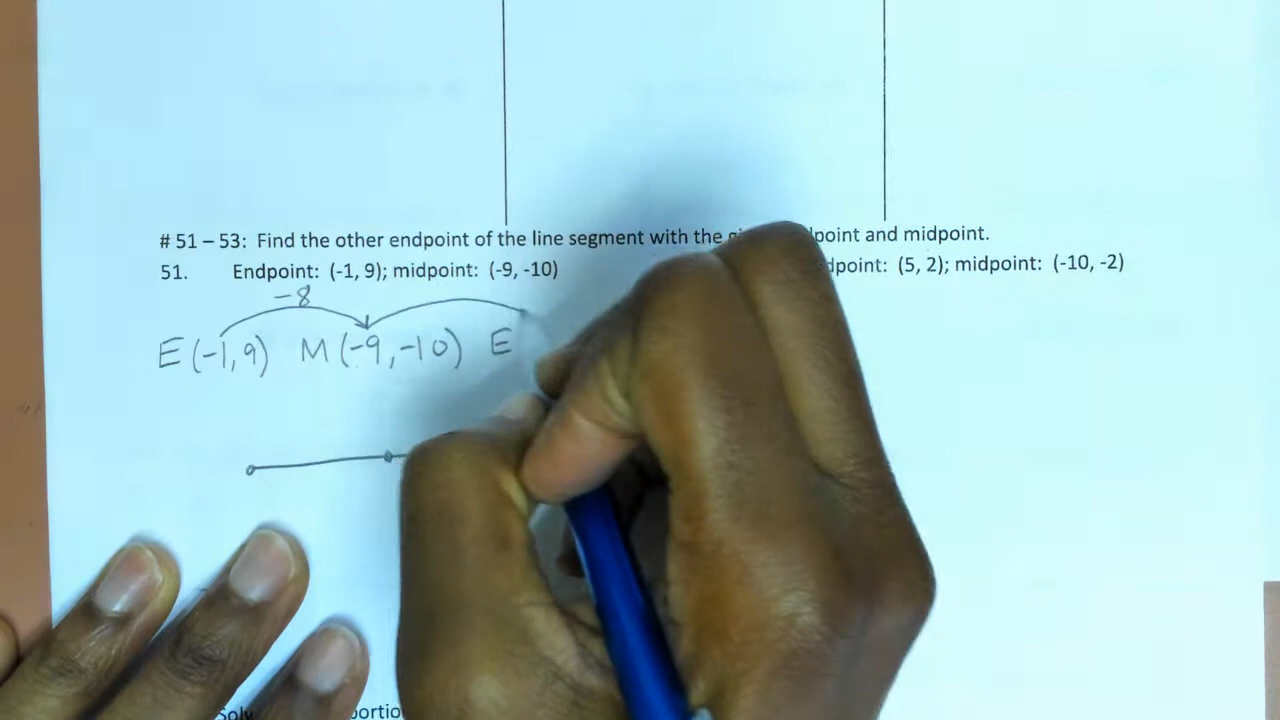 # 51 – 53: Find the other endpoint of the line segment with the point and midpoint.
51. Endpoint: (-1, 9); midpoint: (-9, -10) dpoint: (5, 2); midpoint: (-10, -2)
-8
E (-1, 9) M (-9, -10) E